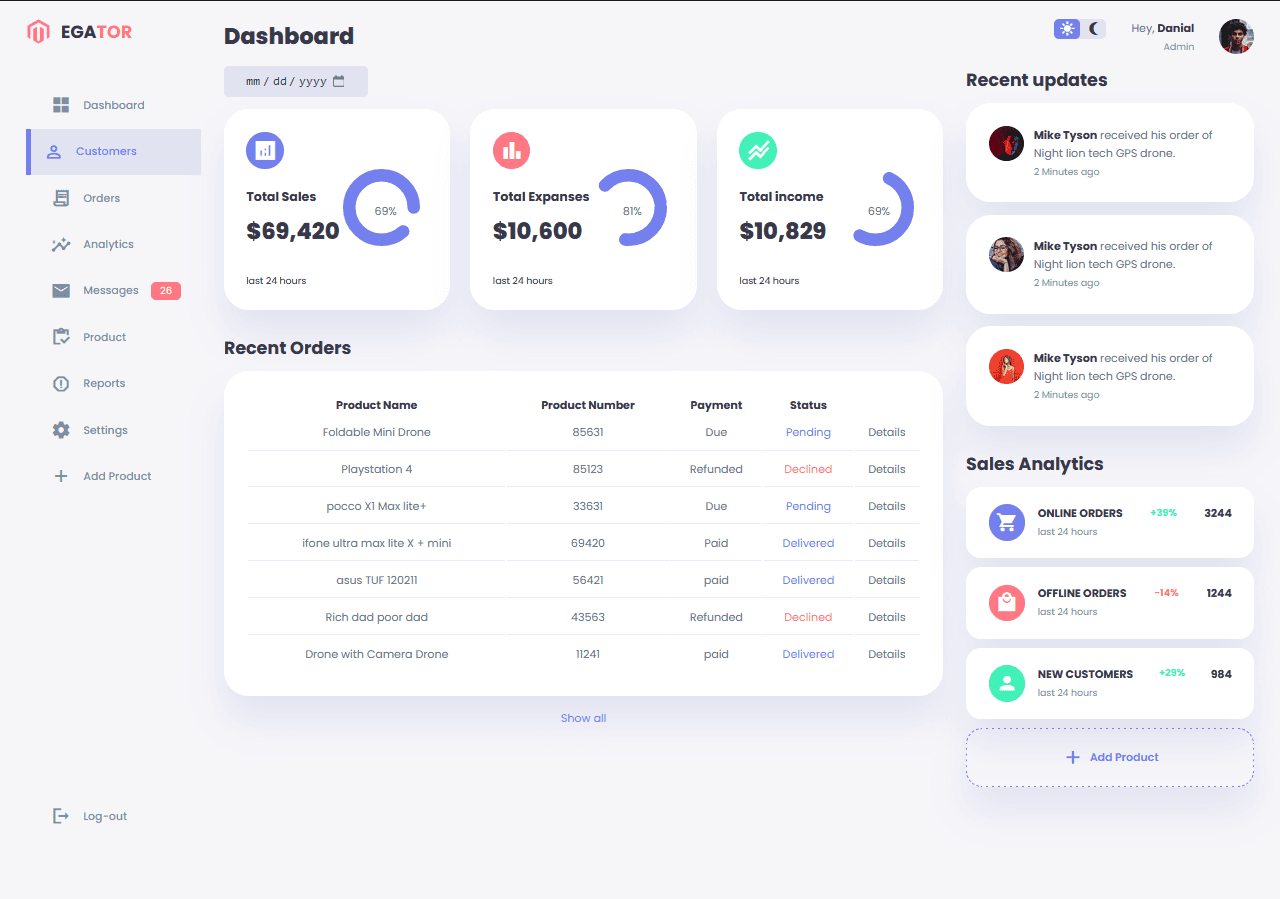 EGATOR
Dashboard
Customers
Orders
Analytics
Messages 26
Product
Reports
Settings
Add Product
Log-out
Dashboard
mm / dd / yyyy
Total Sales
$69,420
69%
last 24 hours
Total Expanses
$10,600
81%
last 24 hours
Total income
$10,829
69%
last 24 hours
Recent Orders
Product Name Product Number Payment Status
Foldable Mini Drone 85631 Due Pending Details
Playstation 4 85123 Refunded Declined Details
pocco X1 Max lite+ 33631 Due Pending Details
ifone ultra max lite X + mini 69420 Paid Delivered Details
asus TUF 120211 56421 paid Delivered Details
Rich dad poor dad 43563 Refunded Declined Details
Drone with Camera Drone 11241 paid Delivered Details
Show all
Hey, Danial
Admin
Recent updates
Mike Tyson received his order of
Night lion tech GPS drone.
2 Minutes ago
Mike Tyson received his order of
Night lion tech GPS drone.
2 Minutes ago
Mike Tyson received his order of
Night lion tech GPS drone.
2 Minutes ago
Sales Analytics
ONLINE ORDERS +39% 3244
last 24 hours
OFFLINE ORDERS -14% 1244
last 24 hours
NEW CUSTOMERS +29% 984
last 24 hours
Add Product